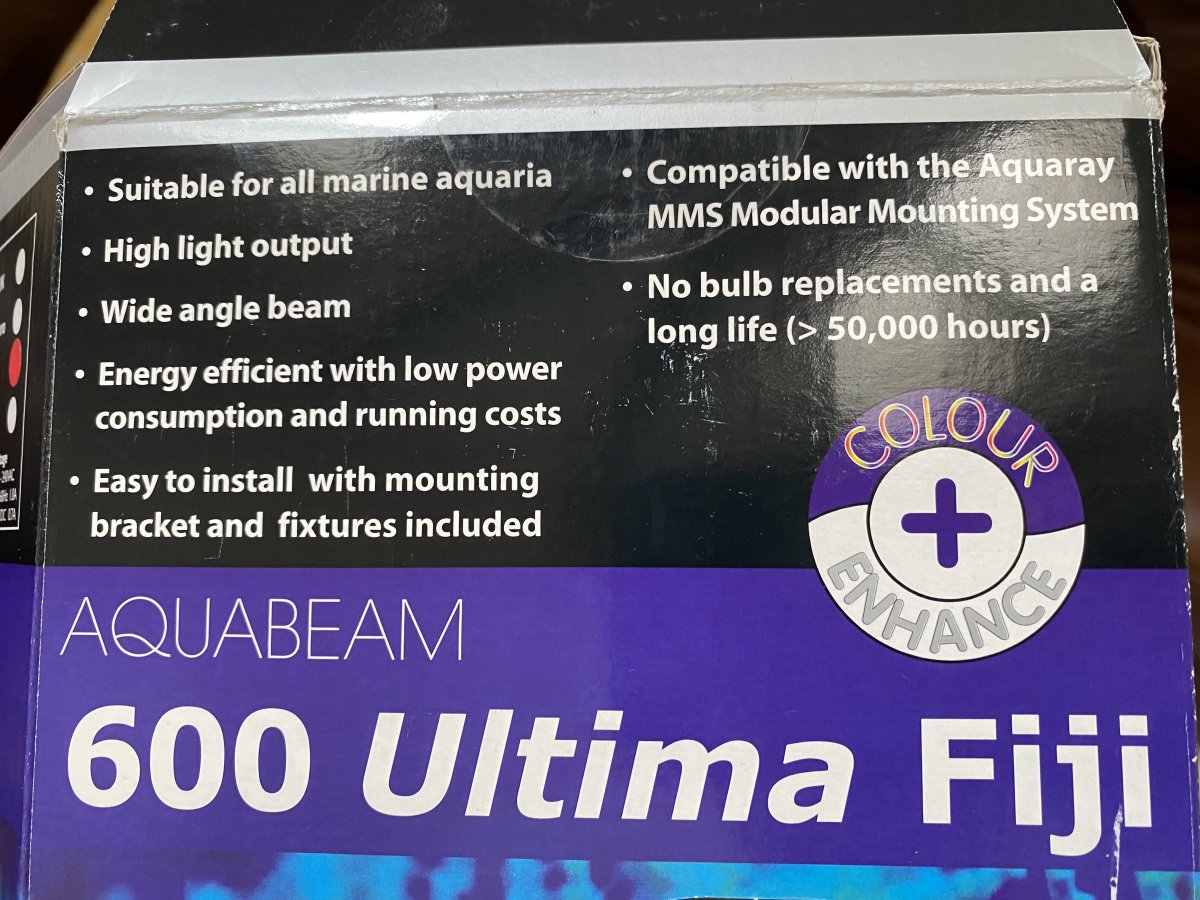 • Suitable for all marine aquaria
• High light output
• Wide angle beam
• Energy efficient with low power
consumption and running costs
• Easy to install with mounting
bracket and fixtures included
• Compatible with the Aquaray
MMS Modular Mounting System
• No bulb replacements and a
long life (> 50,000 hours)
COLOUR
+
ENHANCE
AQUABEAM
600 Ultima Fiji